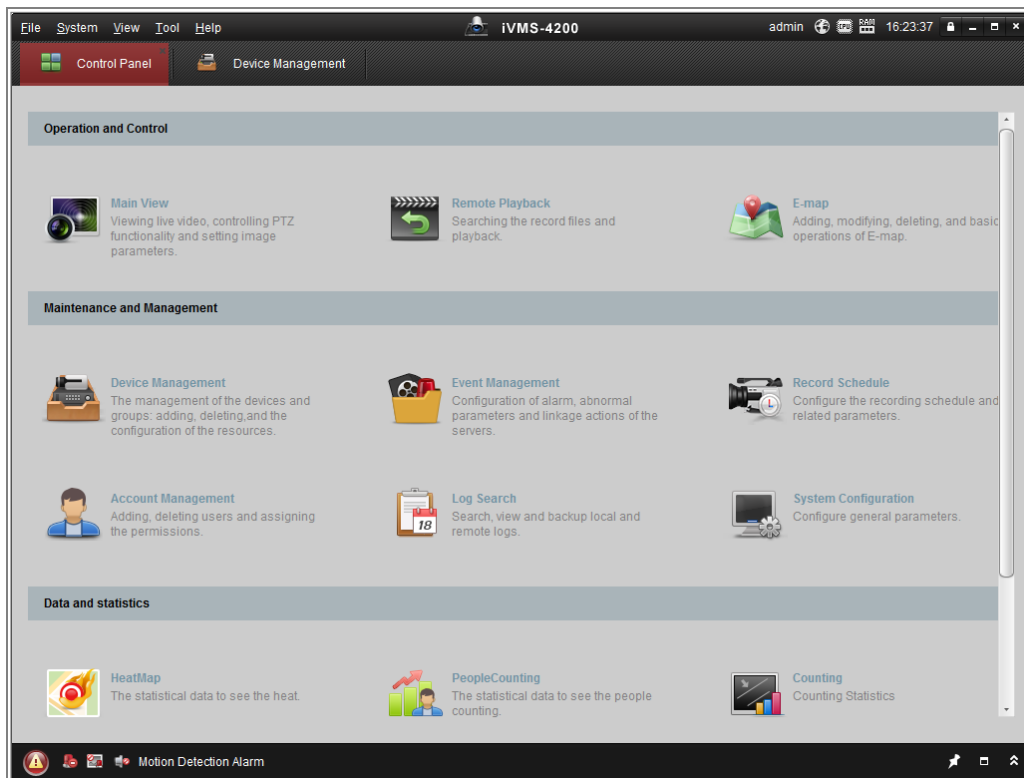 File System View Tool Help iVMS-4200 admin CPU RAM 16:23:37
Control Panel Device Management
Operation and Control
Main View
Viewing live video, controlling PTZ
functionality and setting image
parameters.
Remote Playback
Searching the record files and
playback.
E-map
Adding, modifying, deleting, and basic
operations of E-map.
Maintenance and Management
Device Management
The management of the devices and
groups: adding, deleting,and the
configuration of the resources.
Event Management
Configuration of alarm, abnormal
parameters and linkage actions of the
servers.
Record Schedule
Configure the recording schedule and
related parameters.
Account Management
Adding, deleting users and assigning
the permissions.
Log Search
Search, view and backup local and
remote logs.
18
System Configuration
Configure general parameters.
Data and statistics
HeatMap
The statistical data to see the heat.
PeopleCounting
The statistical data to see the people
counting.
Counting
Counting Statistics
Motion Detection Alarm